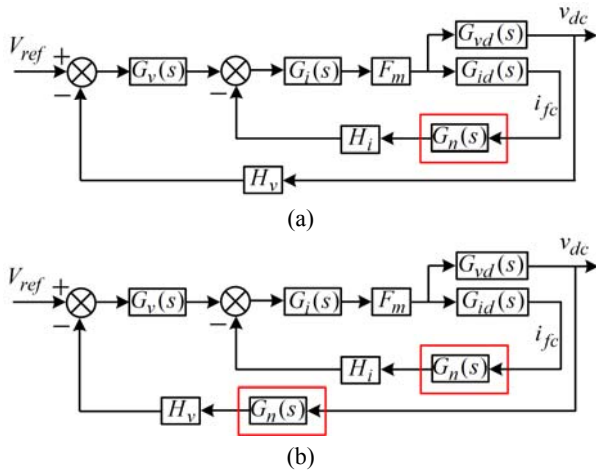 v_dc
V_ref + G_v(s) G_i(s) F_m G_vd(s)
− − G_id(s)
i_fc
H_i G_n(s)
H_v
(a)
v_dc
V_ref + G_v(s) G_i(s) F_m G_vd(s)
− − G_id(s)
i_fc
H_i G_n(s)
H_v G_n(s)
(b)